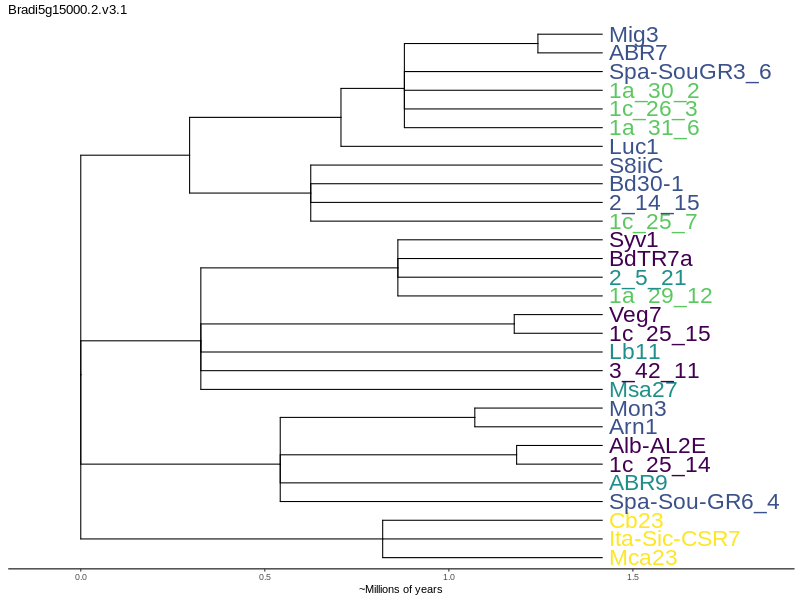 Bradi5g15000.2.v3.1
Mig3
ABR7
Spa-SouGR3_6
1a_30_2
1c_26_3
1a_31_6
Luc1
S8iiC
Bd30-1
2_14_15
1c_25_7
Syv1
BdTR7a
2_5_21
1a_29_12
Veg7
1c_25_15
Lb11
3_42_11
Msa27
Mon3
Arn1
Alb-AL2E
1c_25_14
ABR9
Spa-Sou-GR6_4
Cb23
Ita-Sic-CSR7
Mca23
0.0 0.5 1.0 1.5
~Millions of years